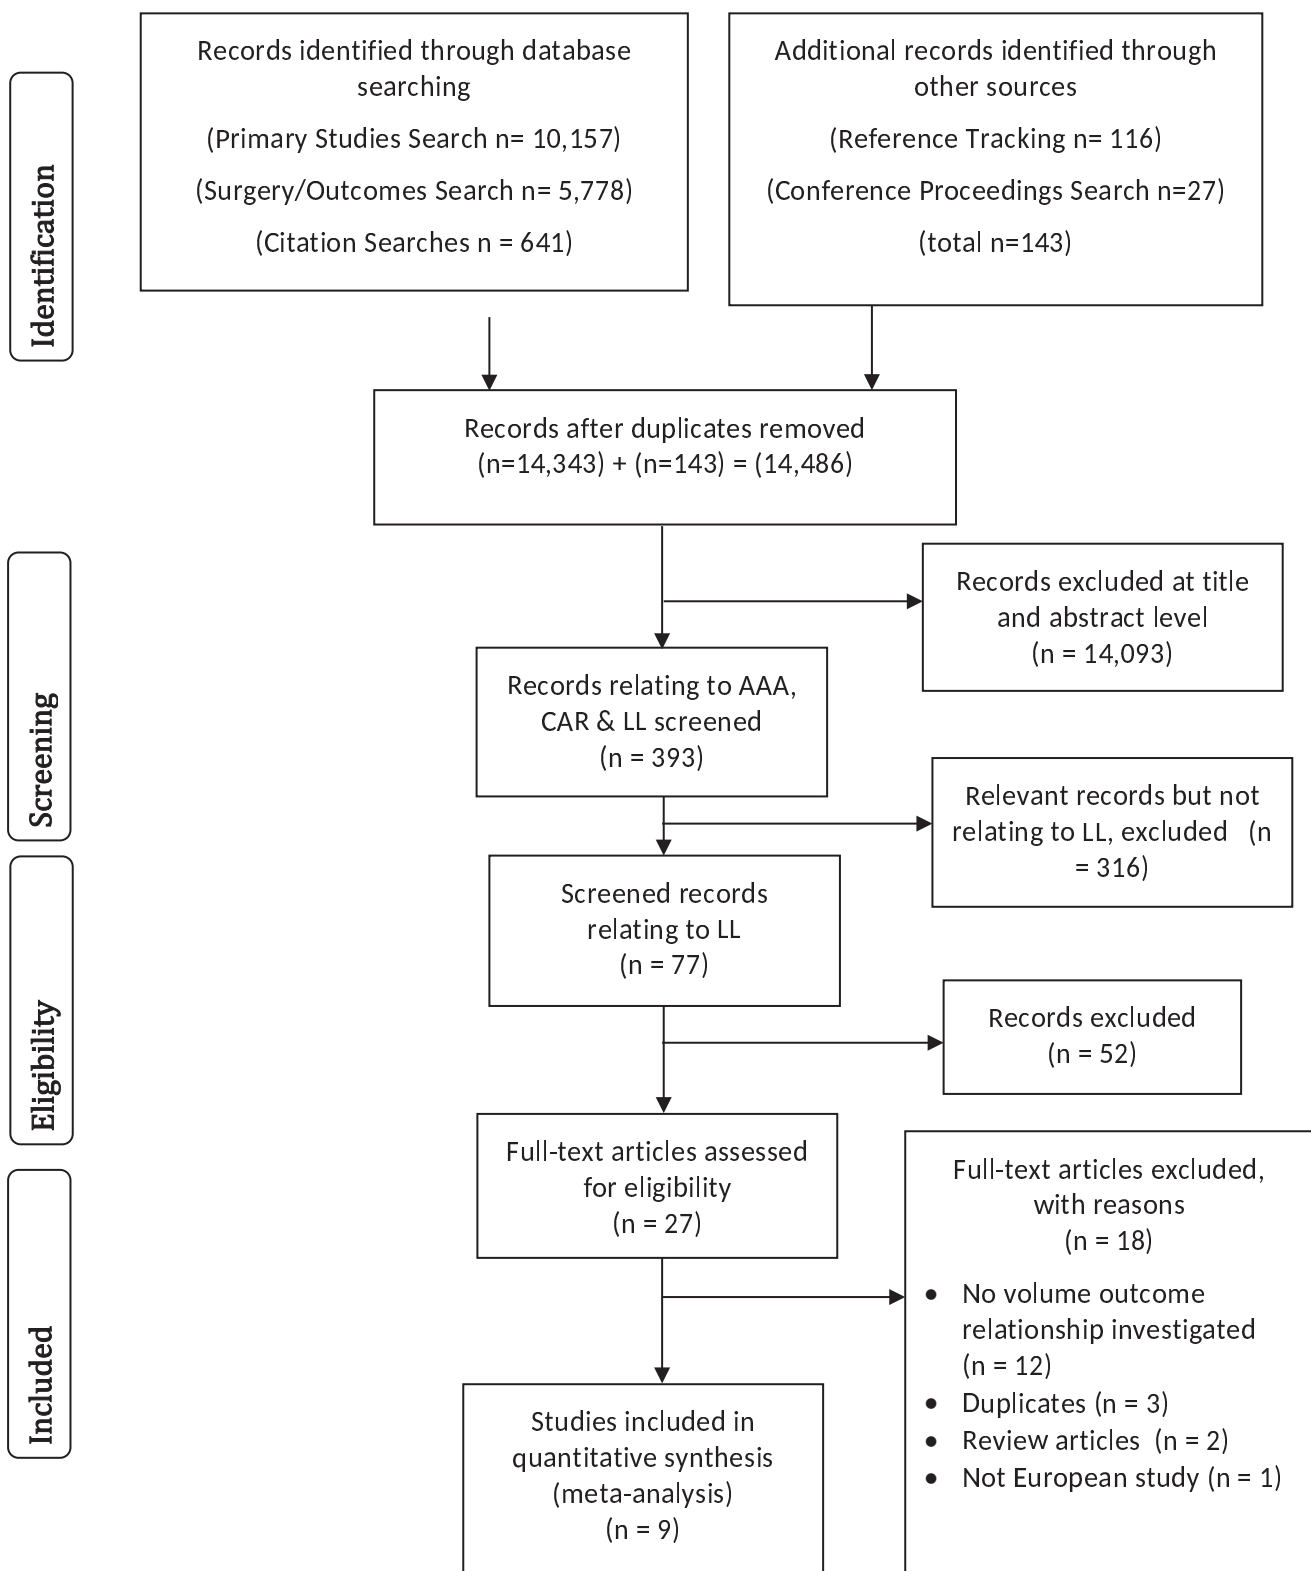 Identification
Records identified through database
searching
(Primary Studies Search n= 10,157)
(Surgery/Outcomes Search n= 5,778)
(Citation Searches n = 641)
Additional records identified through
other sources
(Reference Tracking n= 116)
(Conference Proceedings Search n=27)
(total n=143)
Records after duplicates removed
(n=14,343) + (n=143) = (14,486)
Screening
Records excluded at title
and abstract level
(n = 14,093)
Records relating to AAA,
CAR & LL screened
(n = 393)
Relevant records but not
relating to LL, excluded (n
= 316)
Eligibility
Screened records
relating to LL
(n = 77)
Records excluded
(n = 52)
Full-text articles assessed
for eligibility
(n = 27)
Included
Full-text articles excluded,
with reasons
(n = 18)
• No volume outcome
relationship investigated
(n = 12)
• Duplicates (n = 3)
• Review articles (n = 2)
• Not European study (n = 1)
Studies included in
quantitative synthesis
(meta-analysis)
(n = 9)